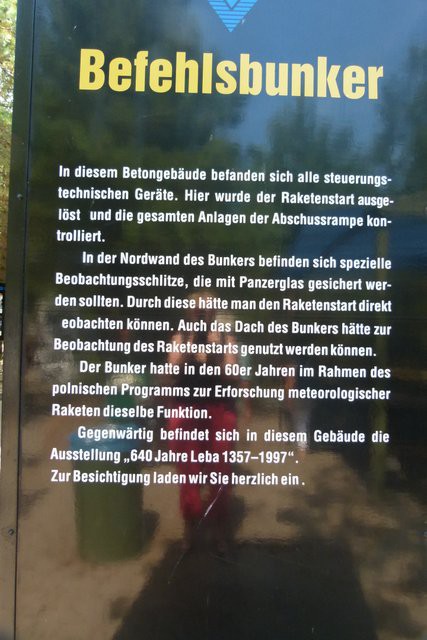 Befehlsbunker
In diesem Betongebäude befanden sich alle steuerungs-
technischen Geräte. Hier wurde der Raketenstart ausge-
löst und die gesamten Anlagen der Abschussrampe kon-
trolliert.
In der Nordwand des Bunkers befinden sich spezielle
Beobachtungsschlitze, die mit Panzerglas gesichert wer-
den sollten. Durch diese hätte man den Raketenstart direkt
eobachten können. Auch das Dach des Bunkers hätte zur
Beobachtung des Raketenstarts genutzt werden können.
Der Bunker hatte in den 60er Jahren im Rahmen des
polnischen Programms zur Erforschung meteorologischer
Raketen dieselbe Funktion.
Gegenwärtig befindet sich in diesem Gebäude die
Ausstellung „640 Jahre Leba 1357–1997“.
Zur Besichtigung laden wir Sie herzlich ein.